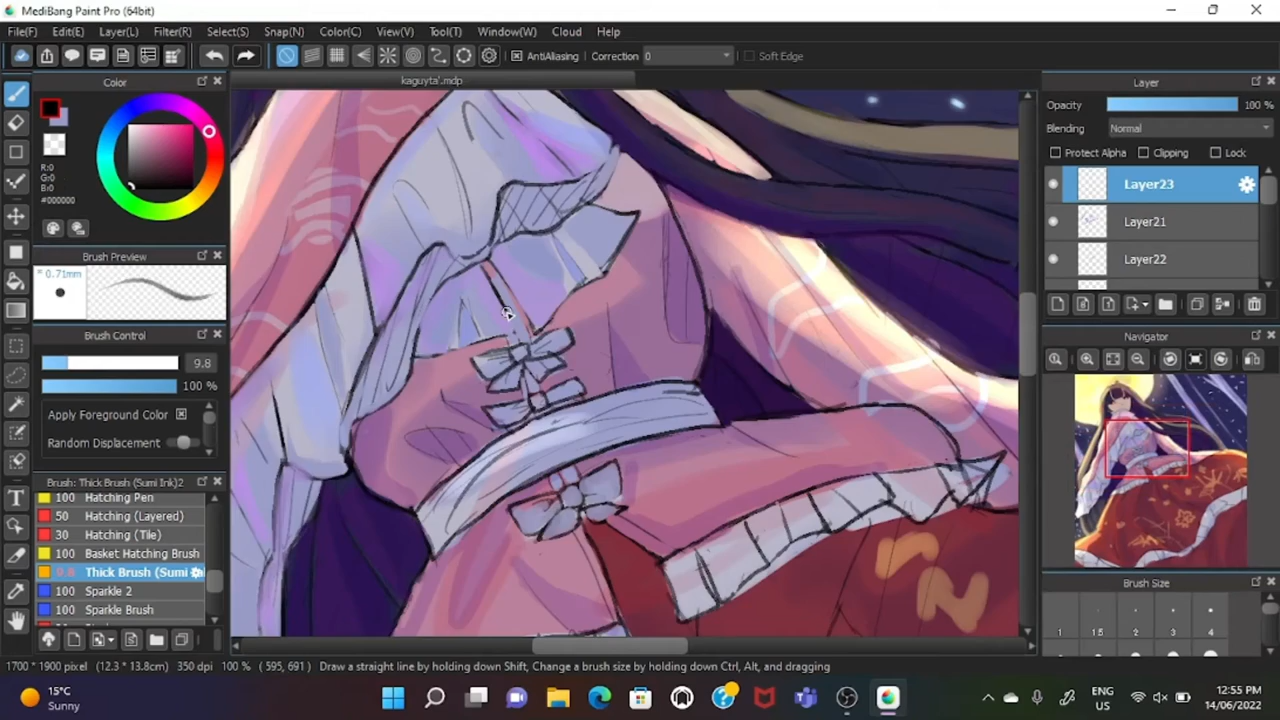 MediBang Paint Pro (64bit)
File(F) Edit(E) Layer(L) Filter(R) Select(S) Snap(N) Color(C) View(V) Tool(T) Window(W) Cloud Help
AntiAliasing Correction 0 Soft Edge
Color
kaguyta'.mdp
Layer
Opacity 100 %
Blending Normal
Protect Alpha Clipping Lock
R:0
G:0
B:0
#000000
Layer23
Layer21
Layer22
Brush Preview
* 0.71mm
Brush Control
9.8
100 %
Apply Foreground Color
Random Displacement
Navigator
Brush: Thick Brush (Sumi Ink)2
100 Hatching Pen
50 Hatching (Layered)
30 Hatching (Tile)
100 Basket Hatching Brush
9.8 Thick Brush (Sumi
100 Sparkle 2
100 Sparkle Brush
Brush Size
1 1.5 2 3 4
1700 * 1900 pixel (12.3 * 13.8cm) 350 dpi 100 % ( 595, 691 ) Draw a straight line by holding down Shift, Change a brush size by holding down Ctrl, Alt, and dragging
15°C
Sunny
ENG
US
12:55 PM
14/06/2022